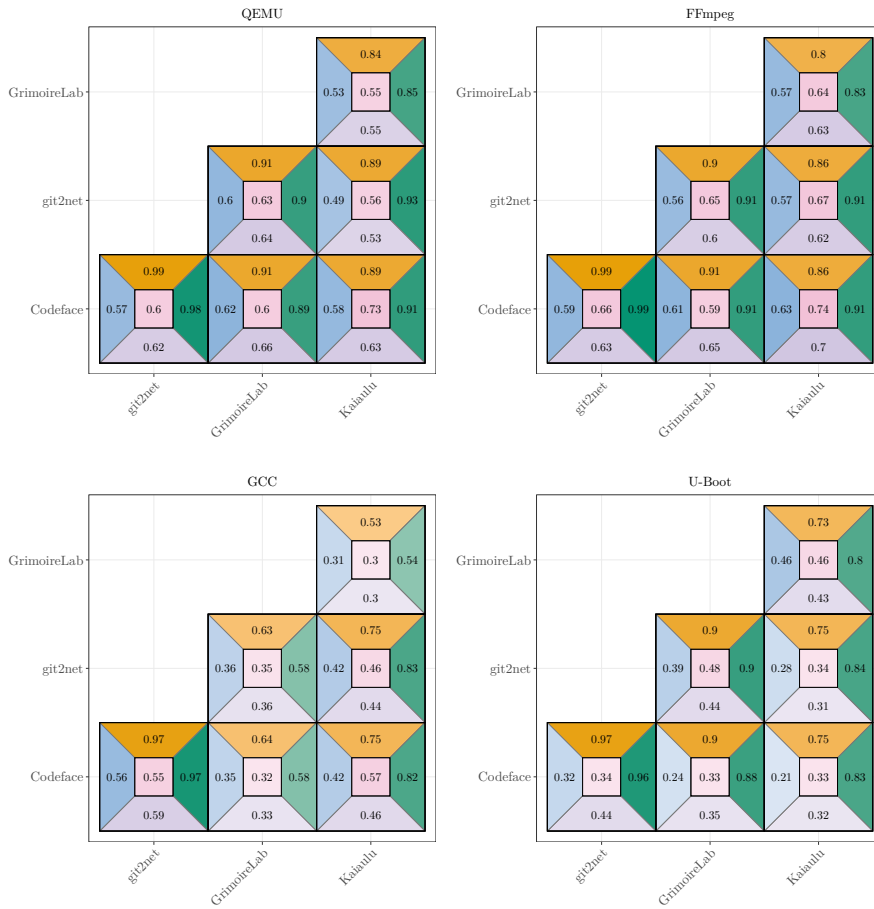 QEMU
FFmpeg
0.84
0.8
GrimoireLab
0.53 0.55 0.85
GrimoireLab
0.57 0.64 0.83
0.55
0.63
0.91 0.89
0.9 0.86
git2net
0.6 0.63 0.9 0.49 0.56 0.93
git2net
0.56 0.65 0.91 0.57 0.67 0.91
0.64 0.53
0.6 0.62
0.99 0.91 0.89
0.99 0.91 0.86
Codeface
0.57 0.6 0.98 0.62 0.6 0.89 0.58 0.73 0.91
Codeface
0.59 0.66 0.99 0.61 0.59 0.91 0.63 0.74 0.91
0.62 0.66 0.63
0.63 0.65 0.7
git2net
GrimoireLab
Kaiaulu
git2net
GrimoireLab
Kaiaulu
GCC
U-Boot
0.53
0.73
GrimoireLab
0.31 0.3 0.54
GrimoireLab
0.46 0.46 0.8
0.3
0.43
0.63 0.75
0.9 0.75
git2net
0.36 0.35 0.58 0.42 0.46 0.83
git2net
0.39 0.48 0.9 0.28 0.34 0.84
0.36 0.44
0.44 0.31
0.97 0.64 0.75
0.97 0.9 0.75
Codeface
0.56 0.55 0.97 0.35 0.32 0.58 0.42 0.57 0.82
Codeface
0.32 0.34 0.96 0.24 0.33 0.88 0.21 0.33 0.83
0.59 0.33 0.46
0.44 0.35 0.32
git2net
GrimoireLab
Kaiaulu
git2net
GrimoireLab
Kaiaulu